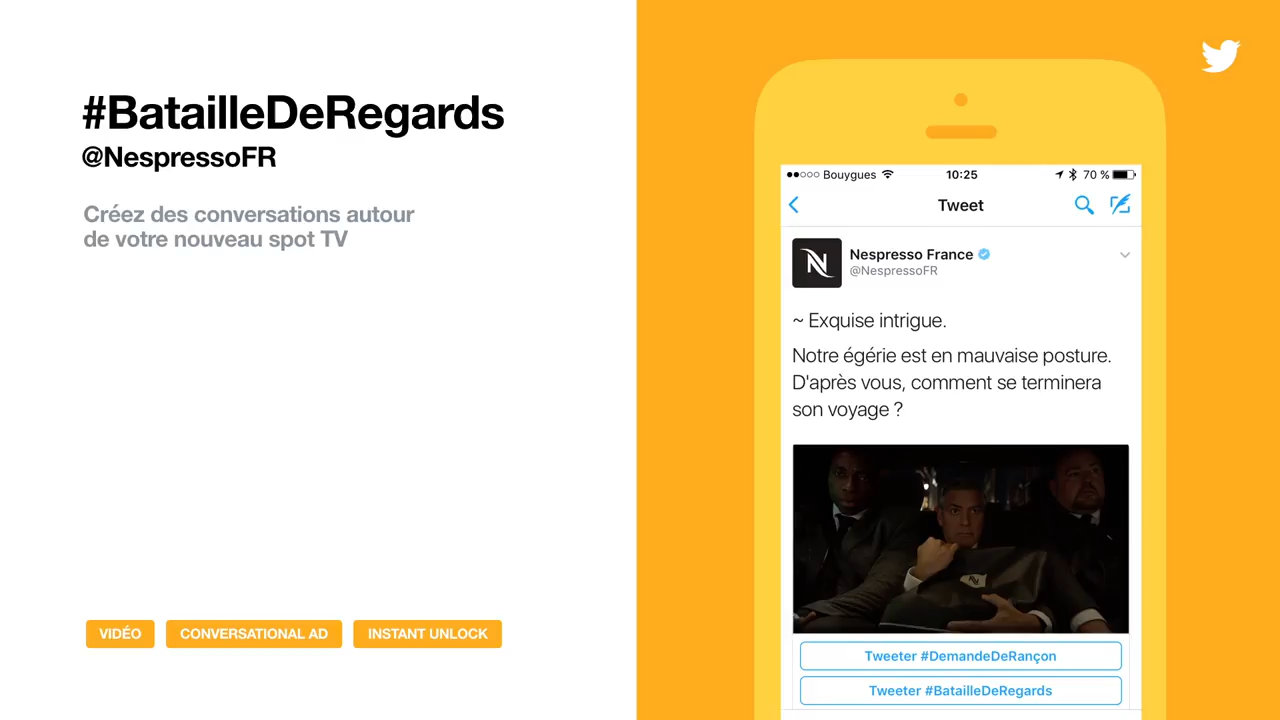 #BatailleDeRegards
@NespressoFR
Créez des conversations autour
de votre nouveau spot TV
VIDÉO
CONVERSATIONAL AD
INSTANT UNLOCK
Bouygues
10:25
70 %
Tweet
Nespresso France
@NespressoFR
~ Exquise intrigue.
Notre égérie est en mauvaise posture.
D'après vous, comment se terminera
son voyage ?
Tweeter #DemandeDeRançon
Tweeter #BatailleDeRegards